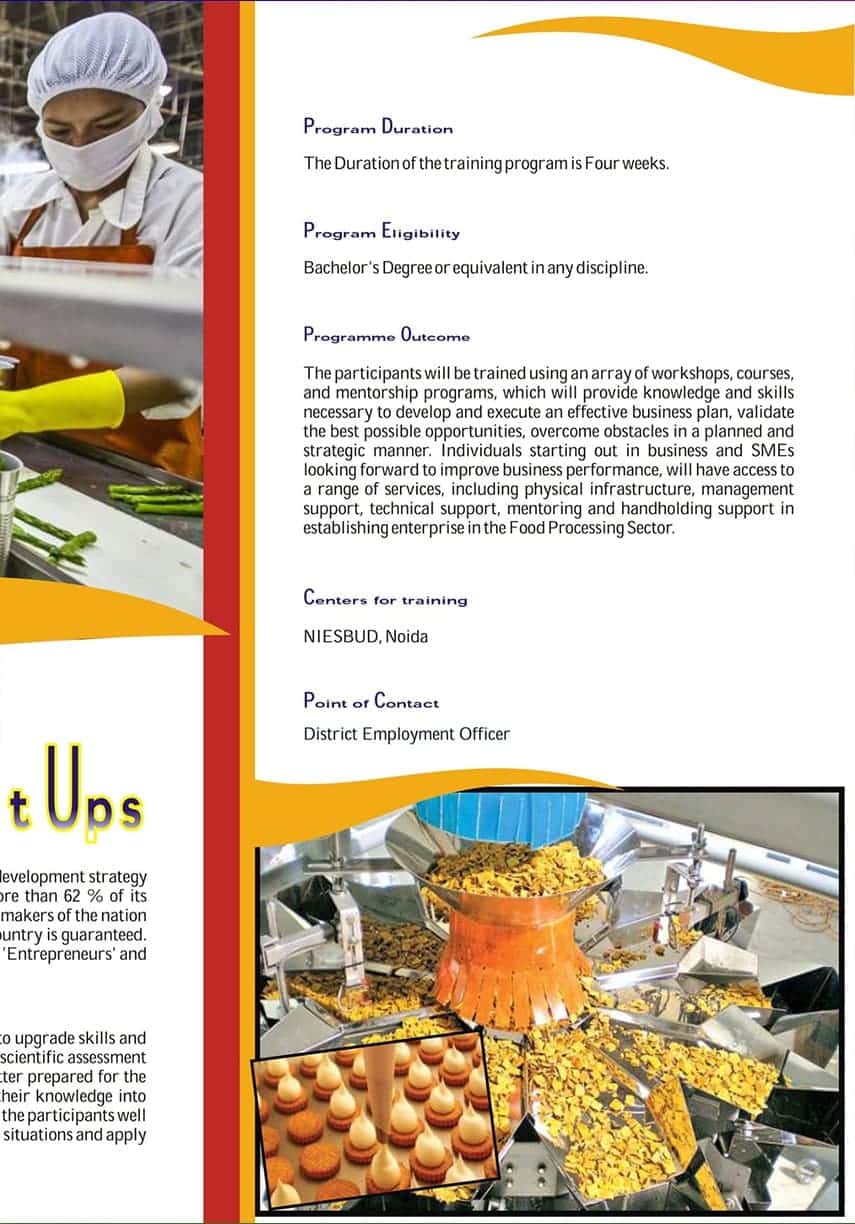 Program Duration
The Duration of the training program is Four weeks.
Program Eligibility
Bachelor's Degree or equivalent in any discipline.
Programme Outcome
The participants will be trained using an array of workshops, courses,
and mentorship programs, which will provide knowledge and skills
necessary to develop and execute an effective business plan, validate
the best possible opportunities, overcome obstacles in a planned and
strategic manner. Individuals starting out in business and SMEs
looking forward to improve business performance, will have access to
a range of services, including physical infrastructure, management
support, technical support, mentoring and handholding support in
establishing enterprise in the Food Processing Sector.
Centers for training
NIESBUD, Noida
Point of Contact
District Employment Officer
t Ups
development strategy
than 62 % of its
makers of the nation
is guaranteed.
'Entrepreneurs' and
to upgrade skills and
scientific assessment
prepared for the
their knowledge into
the participants well
situations and apply